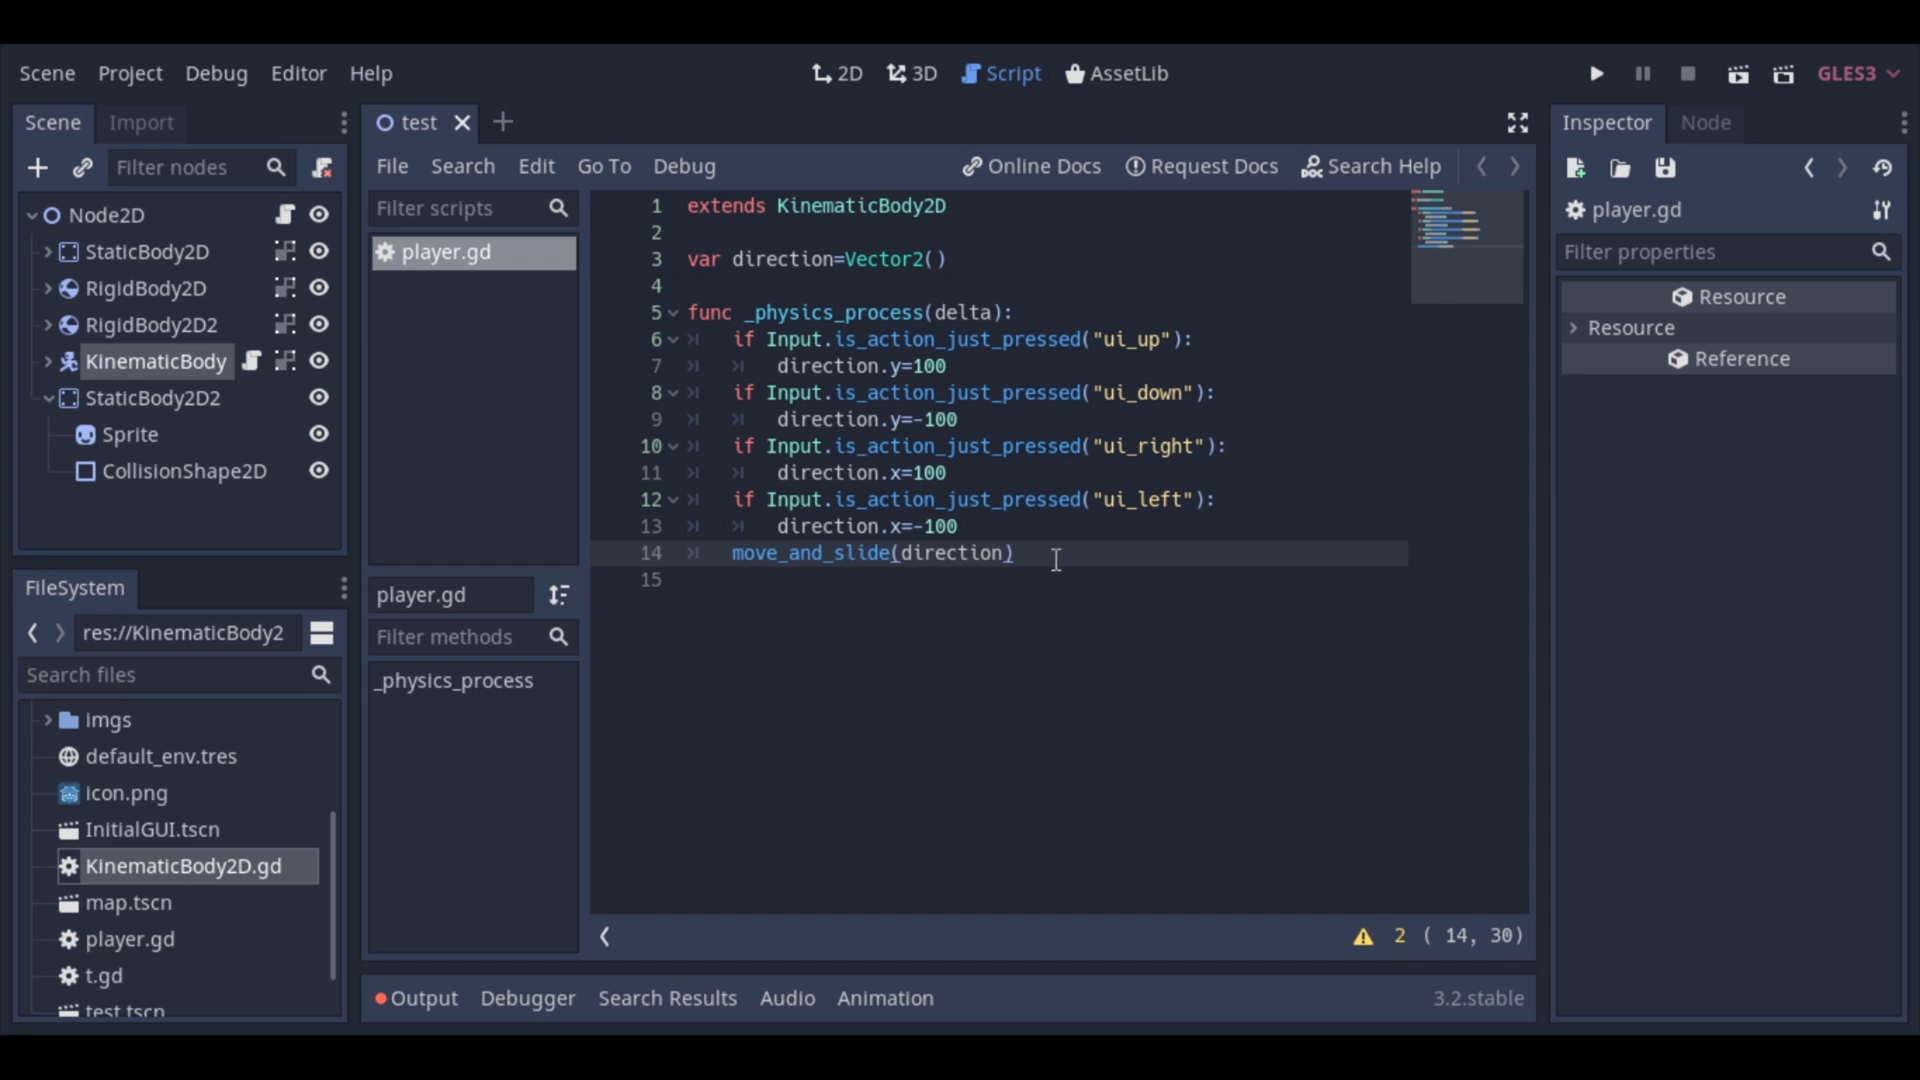 Scene Project Debug Editor Help
2D 3D Script AssetLib
GLES3
Scene Import
Filter nodes
Node2D
StaticBody2D
RigidBody2D
RigidBody2D2
KinematicBody
StaticBody2D2
Sprite
CollisionShape2D
FileSystem
res://KinematicBody2
Search files
imgs
default_env.tres
icon.png
InitialGUI.tscn
KinematicBody2D.gd
map.tscn
player.gd
t.gd
test.tscn
test
File Search Edit Go To Debug
Online Docs Request Docs Search Help
Filter scripts
player.gd
player.gd
Filter methods
_physics_process
1 extends KinematicBody2D
2
3 var direction=Vector2()
4
5 func _physics_process(delta):
6 if Input.is_action_just_pressed("ui_up"):
7 direction.y=100
8 if Input.is_action_just_pressed("ui_down"):
9 direction.y=-100
10 if Input.is_action_just_pressed("ui_right"):
11 direction.x=100
12 if Input.is_action_just_pressed("ui_left"):
13 direction.x=-100
14 move_and_slide(direction)
15
2 ( 14, 30)
Output Debugger Search Results Audio Animation
3.2.stable
Inspector Node
player.gd
Filter properties
Resource
Resource
Reference